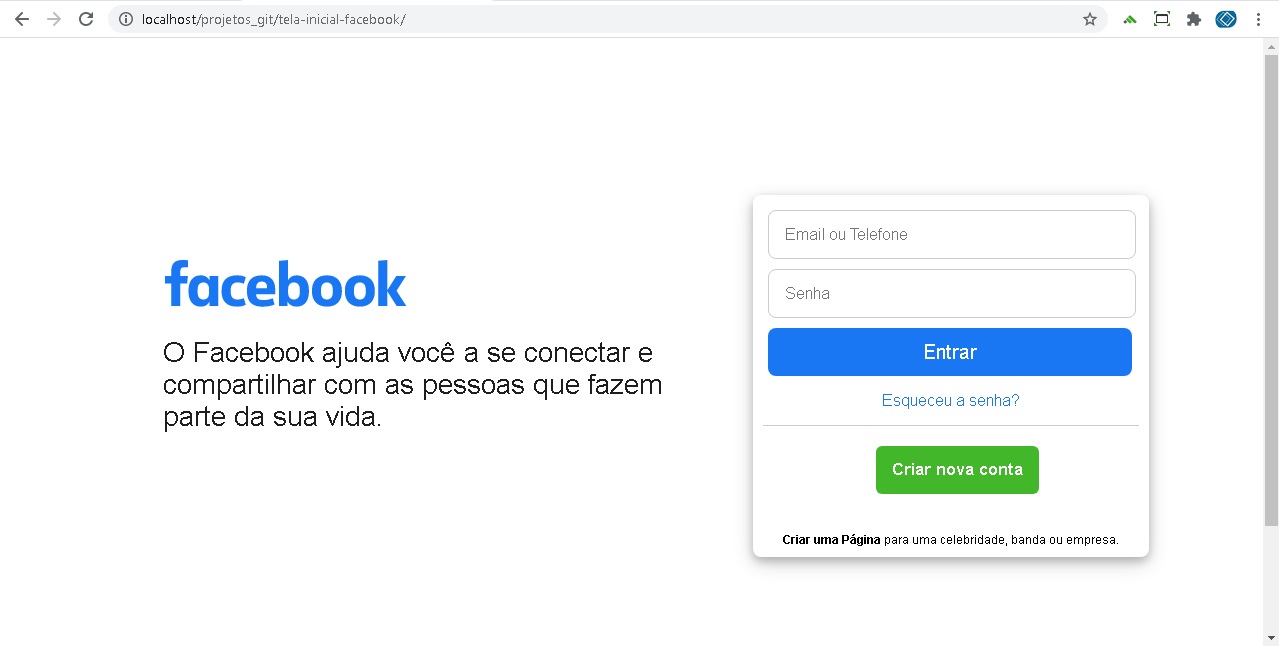 localhost/projetos_git/tela-inicial-facebook/
facebook
O Facebook ajuda você a se conectar e
compartilhar com as pessoas que fazem
parte da sua vida.
Email ou Telefone
Senha
Entrar
Esqueceu a senha?
Criar nova conta
Criar uma Página para uma celebridade, banda ou empresa.